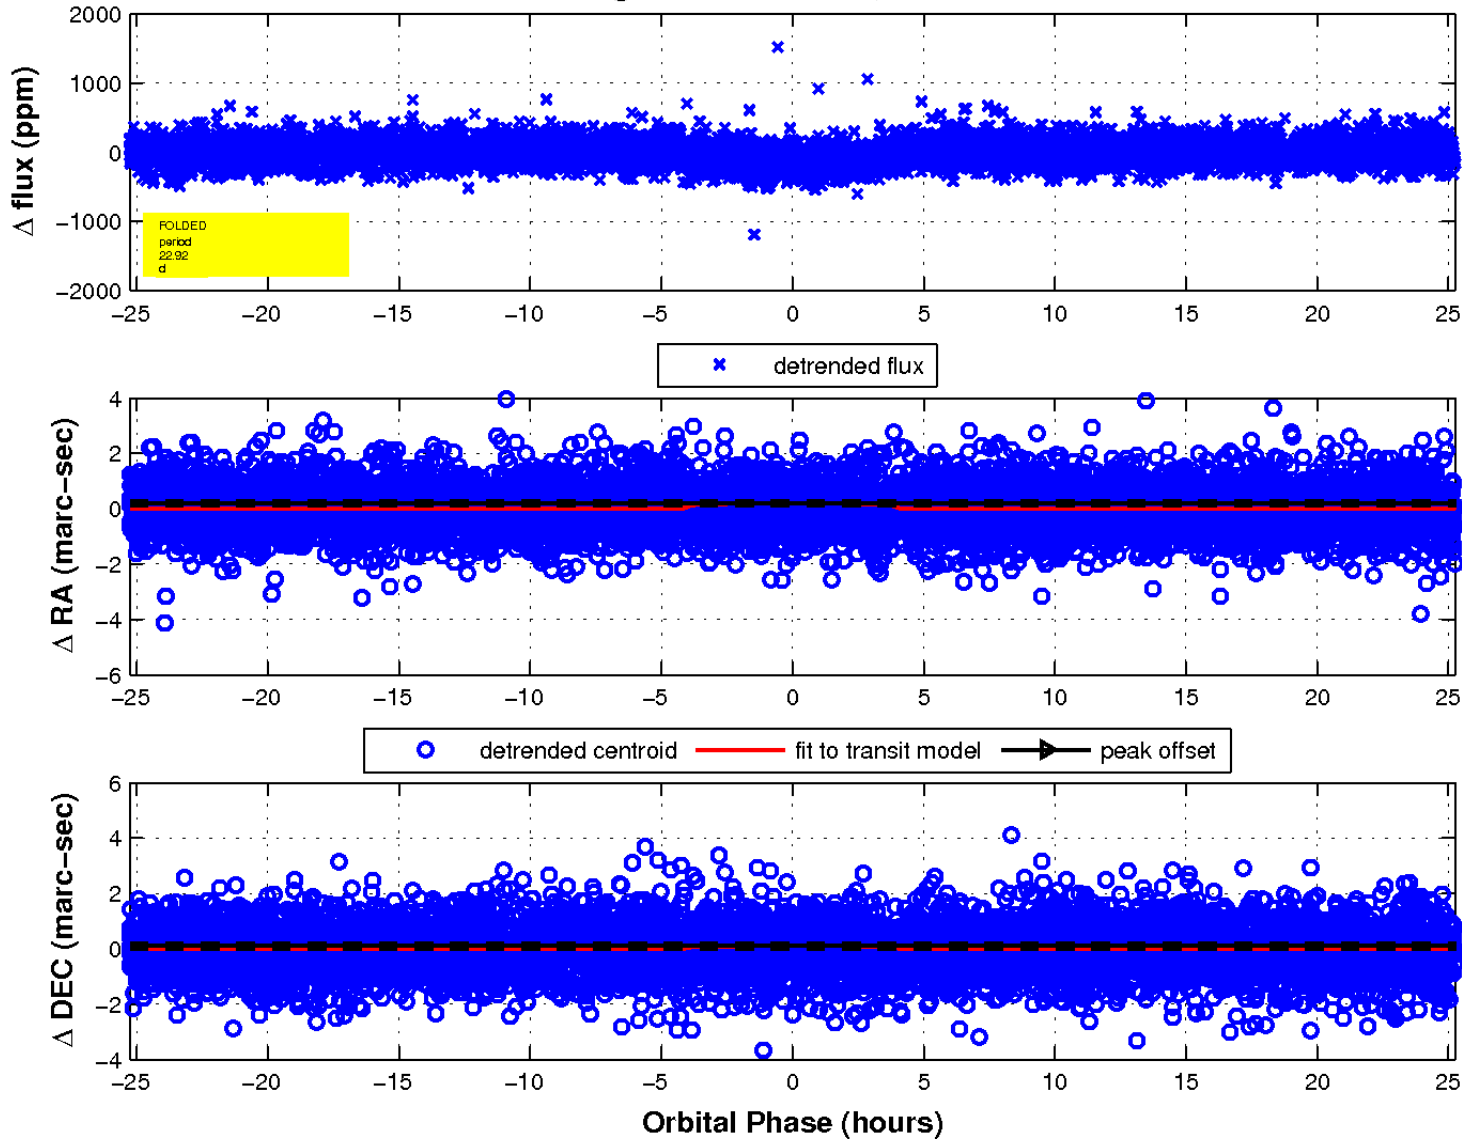 2000
1000
0
−1000
−2000
Δ flux (ppm)
FOLDED
period
22.92
d
−25 −20 −15 −10 −5 0 5 10 15 20 25
detrended flux
4
2
0
−2
−4
−6
Δ RA (marc−sec)
−25 −20 −15 −10 −5 0 5 10 15 20 25
detrended centroid fit to transit model peak offset
6
4
2
0
−2
−4
Δ DEC (marc−sec)
−25 −20 −15 −10 −5 0 5 10 15 20 25
Orbital Phase (hours)